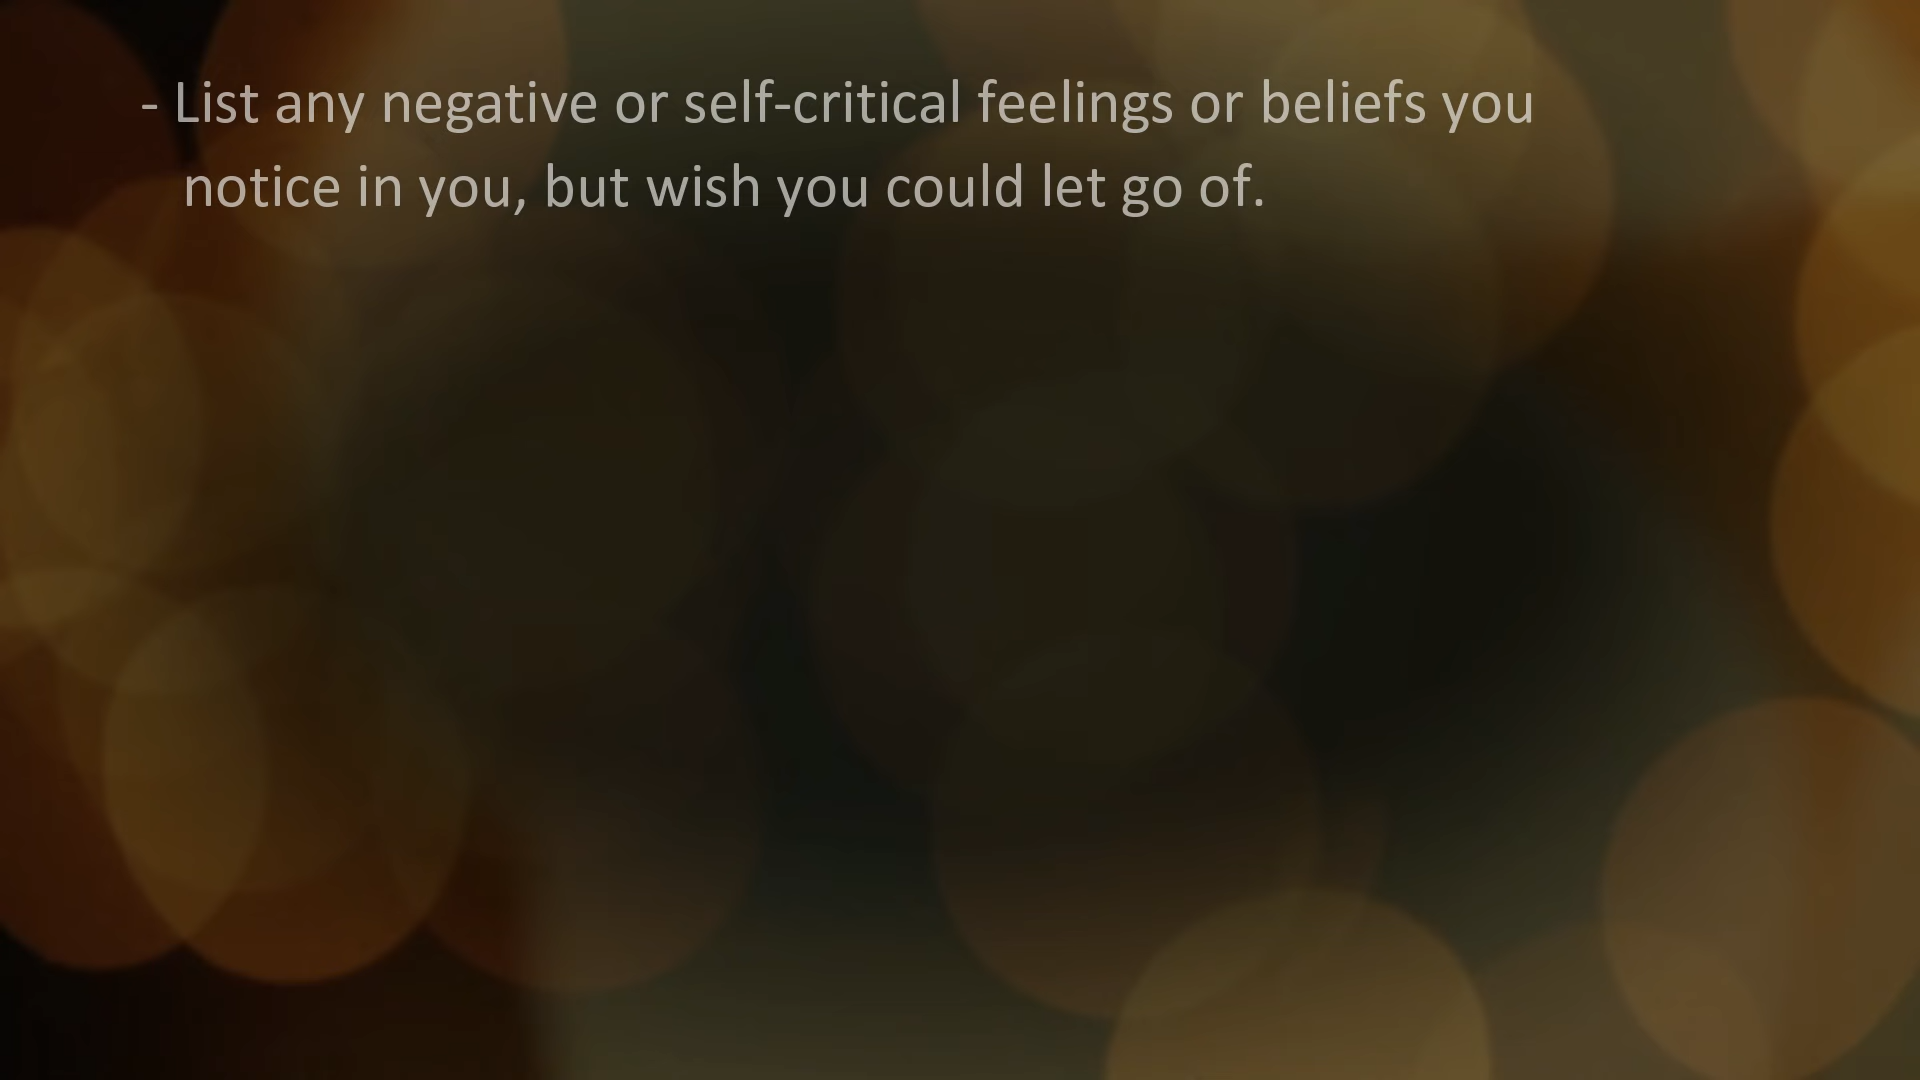 - List any negative or self-critical feelings or beliefs you
notice in you, but wish you could let go of.